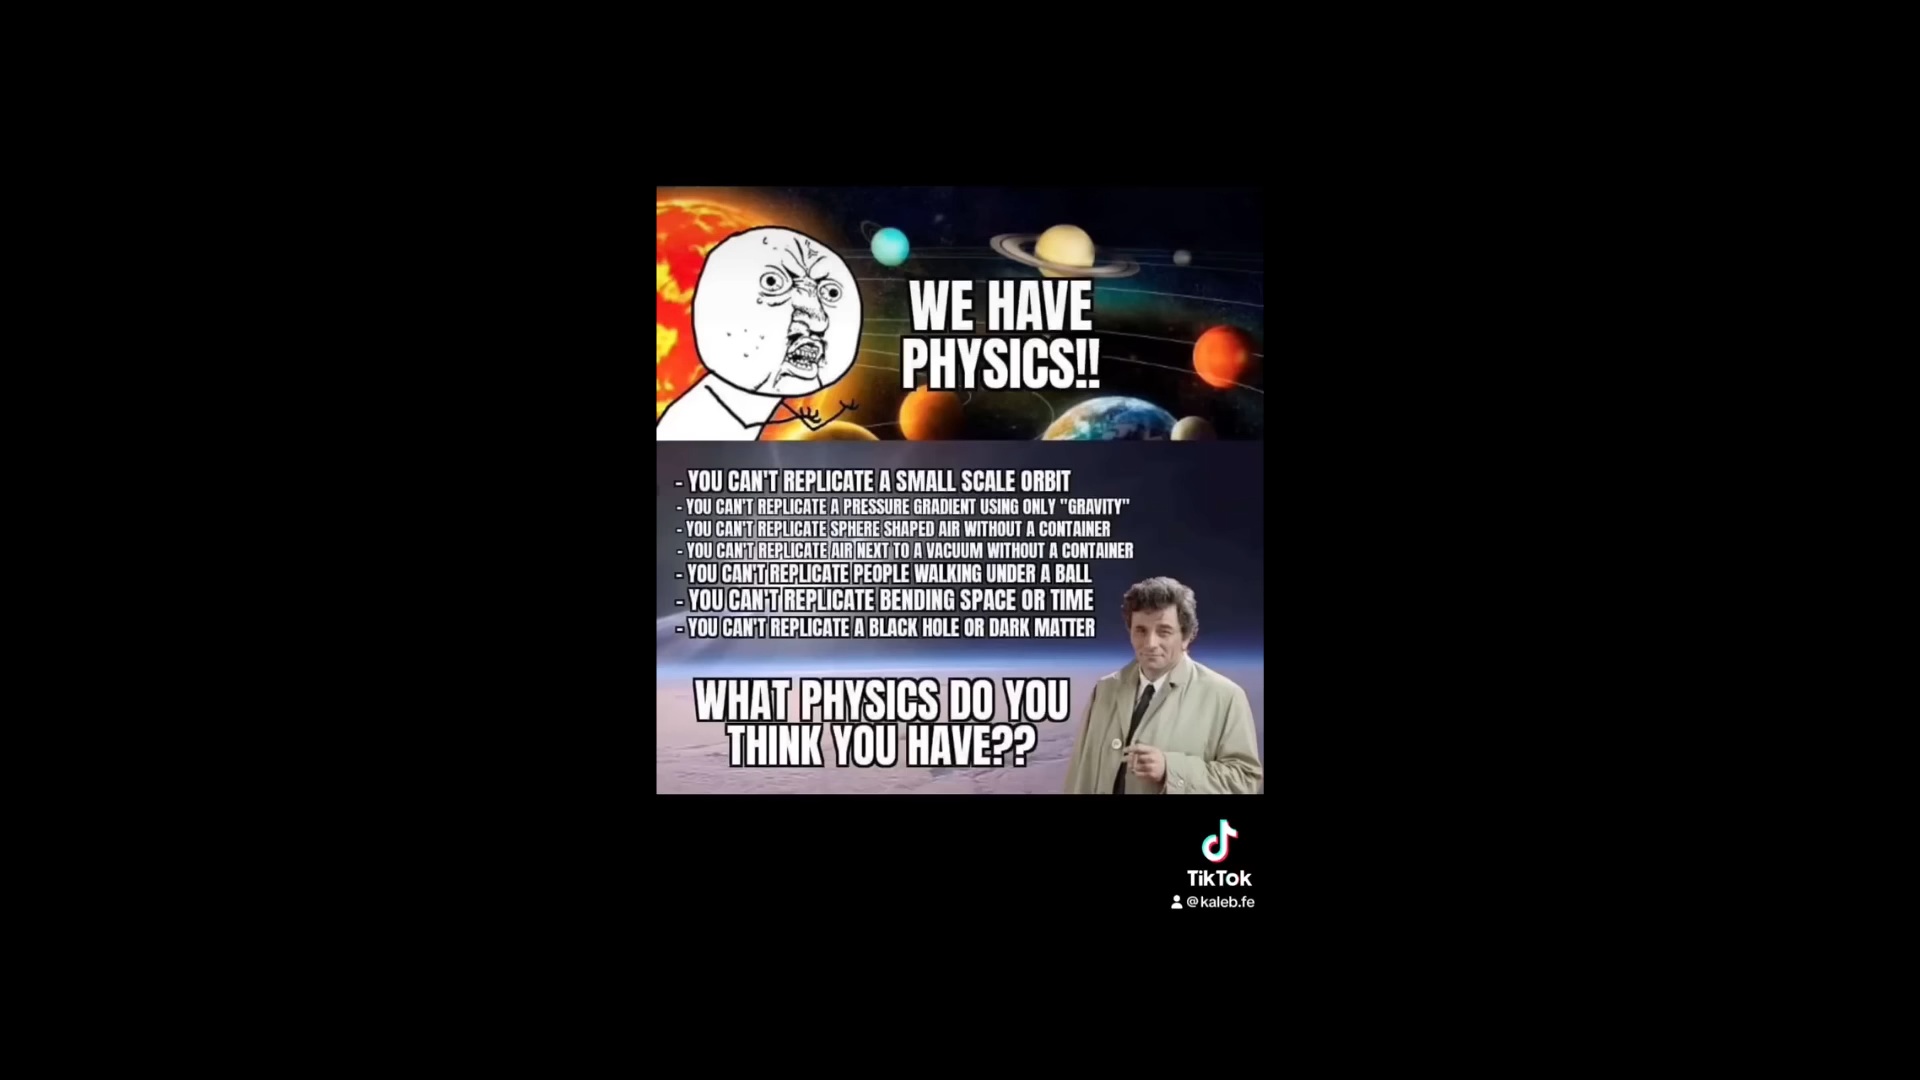 WE HAVE
PHYSICS!!
- YOU CAN'T REPLICATE A SMALL SCALE ORBIT
- YOU CAN'T REPLICATE A PRESSURE GRADIENT USING ONLY "GRAVITY"
- YOU CAN'T REPLICATE SPHERE SHAPED AIR WITHOUT A CONTAINER
- YOU CAN'T REPLICATE AIR NEXT TO A VACUUM WITHOUT A CONTAINER
- YOU CAN'T REPLICATE PEOPLE WALKING UNDER A BALL
- YOU CAN'T REPLICATE BENDING SPACE OR TIME
- YOU CAN'T REPLICATE A BLACK HOLE OR DARK MATTER
WHAT PHYSICS DO YOU
THINK YOU HAVE??
TikTok
@kaleb.fe